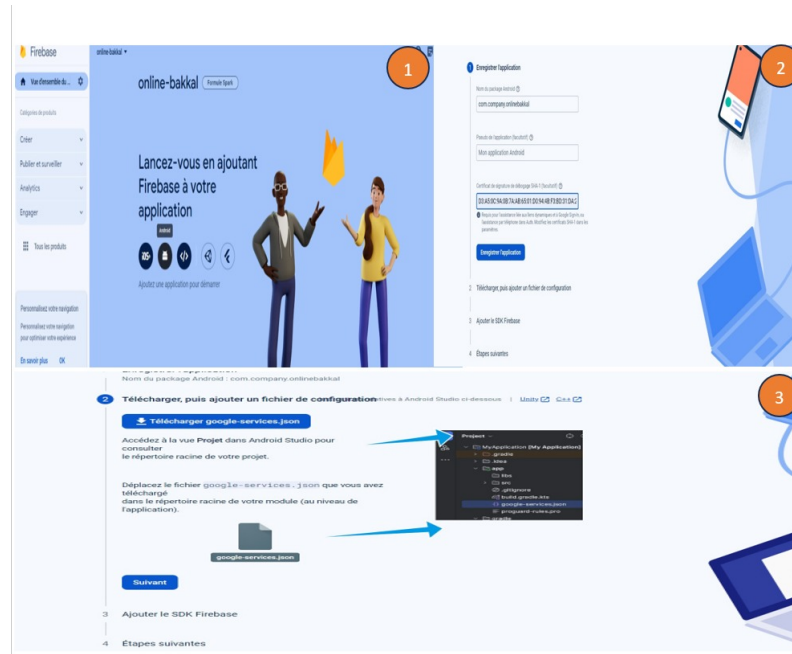 Firebase
online-bakkal
1
Vue d'ensemble du ...
online-bakkal
Formule Spark
Catégories de produits
Créer
Publier et surveiller
Analytics
Engager
Tous les produits
Lancez-vous en ajoutant
Firebase à votre
application
Android
iOS+
Ajoutez une application pour démarrer
Personnalisez votre navigation
Personnalisez votre navigation
pour optimiser votre expérience
En savoir plus OK
2
1 Enregistrer l'application
Nom du package Android
com.company.onlinebakkal
Pseudo de l'application (facultatif)
Mon application Android
Certificat de signature de débogage SHA-1 (facultatif)
paramètres.
Enregistrer l'application
2 Télécharger, puis ajouter un fichier de configuration
3 Ajouter le SDK Firebase
4 Étapes suivantes
3
Enregistrer l'application
Nom du package Android : com.company.onlinebakkal
2 Télécharger, puis ajouter un fichier de configuration à Android Studio ci-dessous | Unity C++
Télécharger google-services.json
Accédez à la vue Projet dans Android Studio pour
consulter
le répertoire racine de votre projet.
Déplacez le fichier google-services.json que vous avez
téléchargé
dans le répertoire racine de votre module (au niveau de
l'application).
google-services.json
Project
MyApplication [My Application]
.gradle
.idea
app
libs
src
.gitignore
build.gradle.kts
google-services.json
proguard-rules.pro
gradle
Suivant
3 Ajouter le SDK Firebase
4 Étapes suivantes